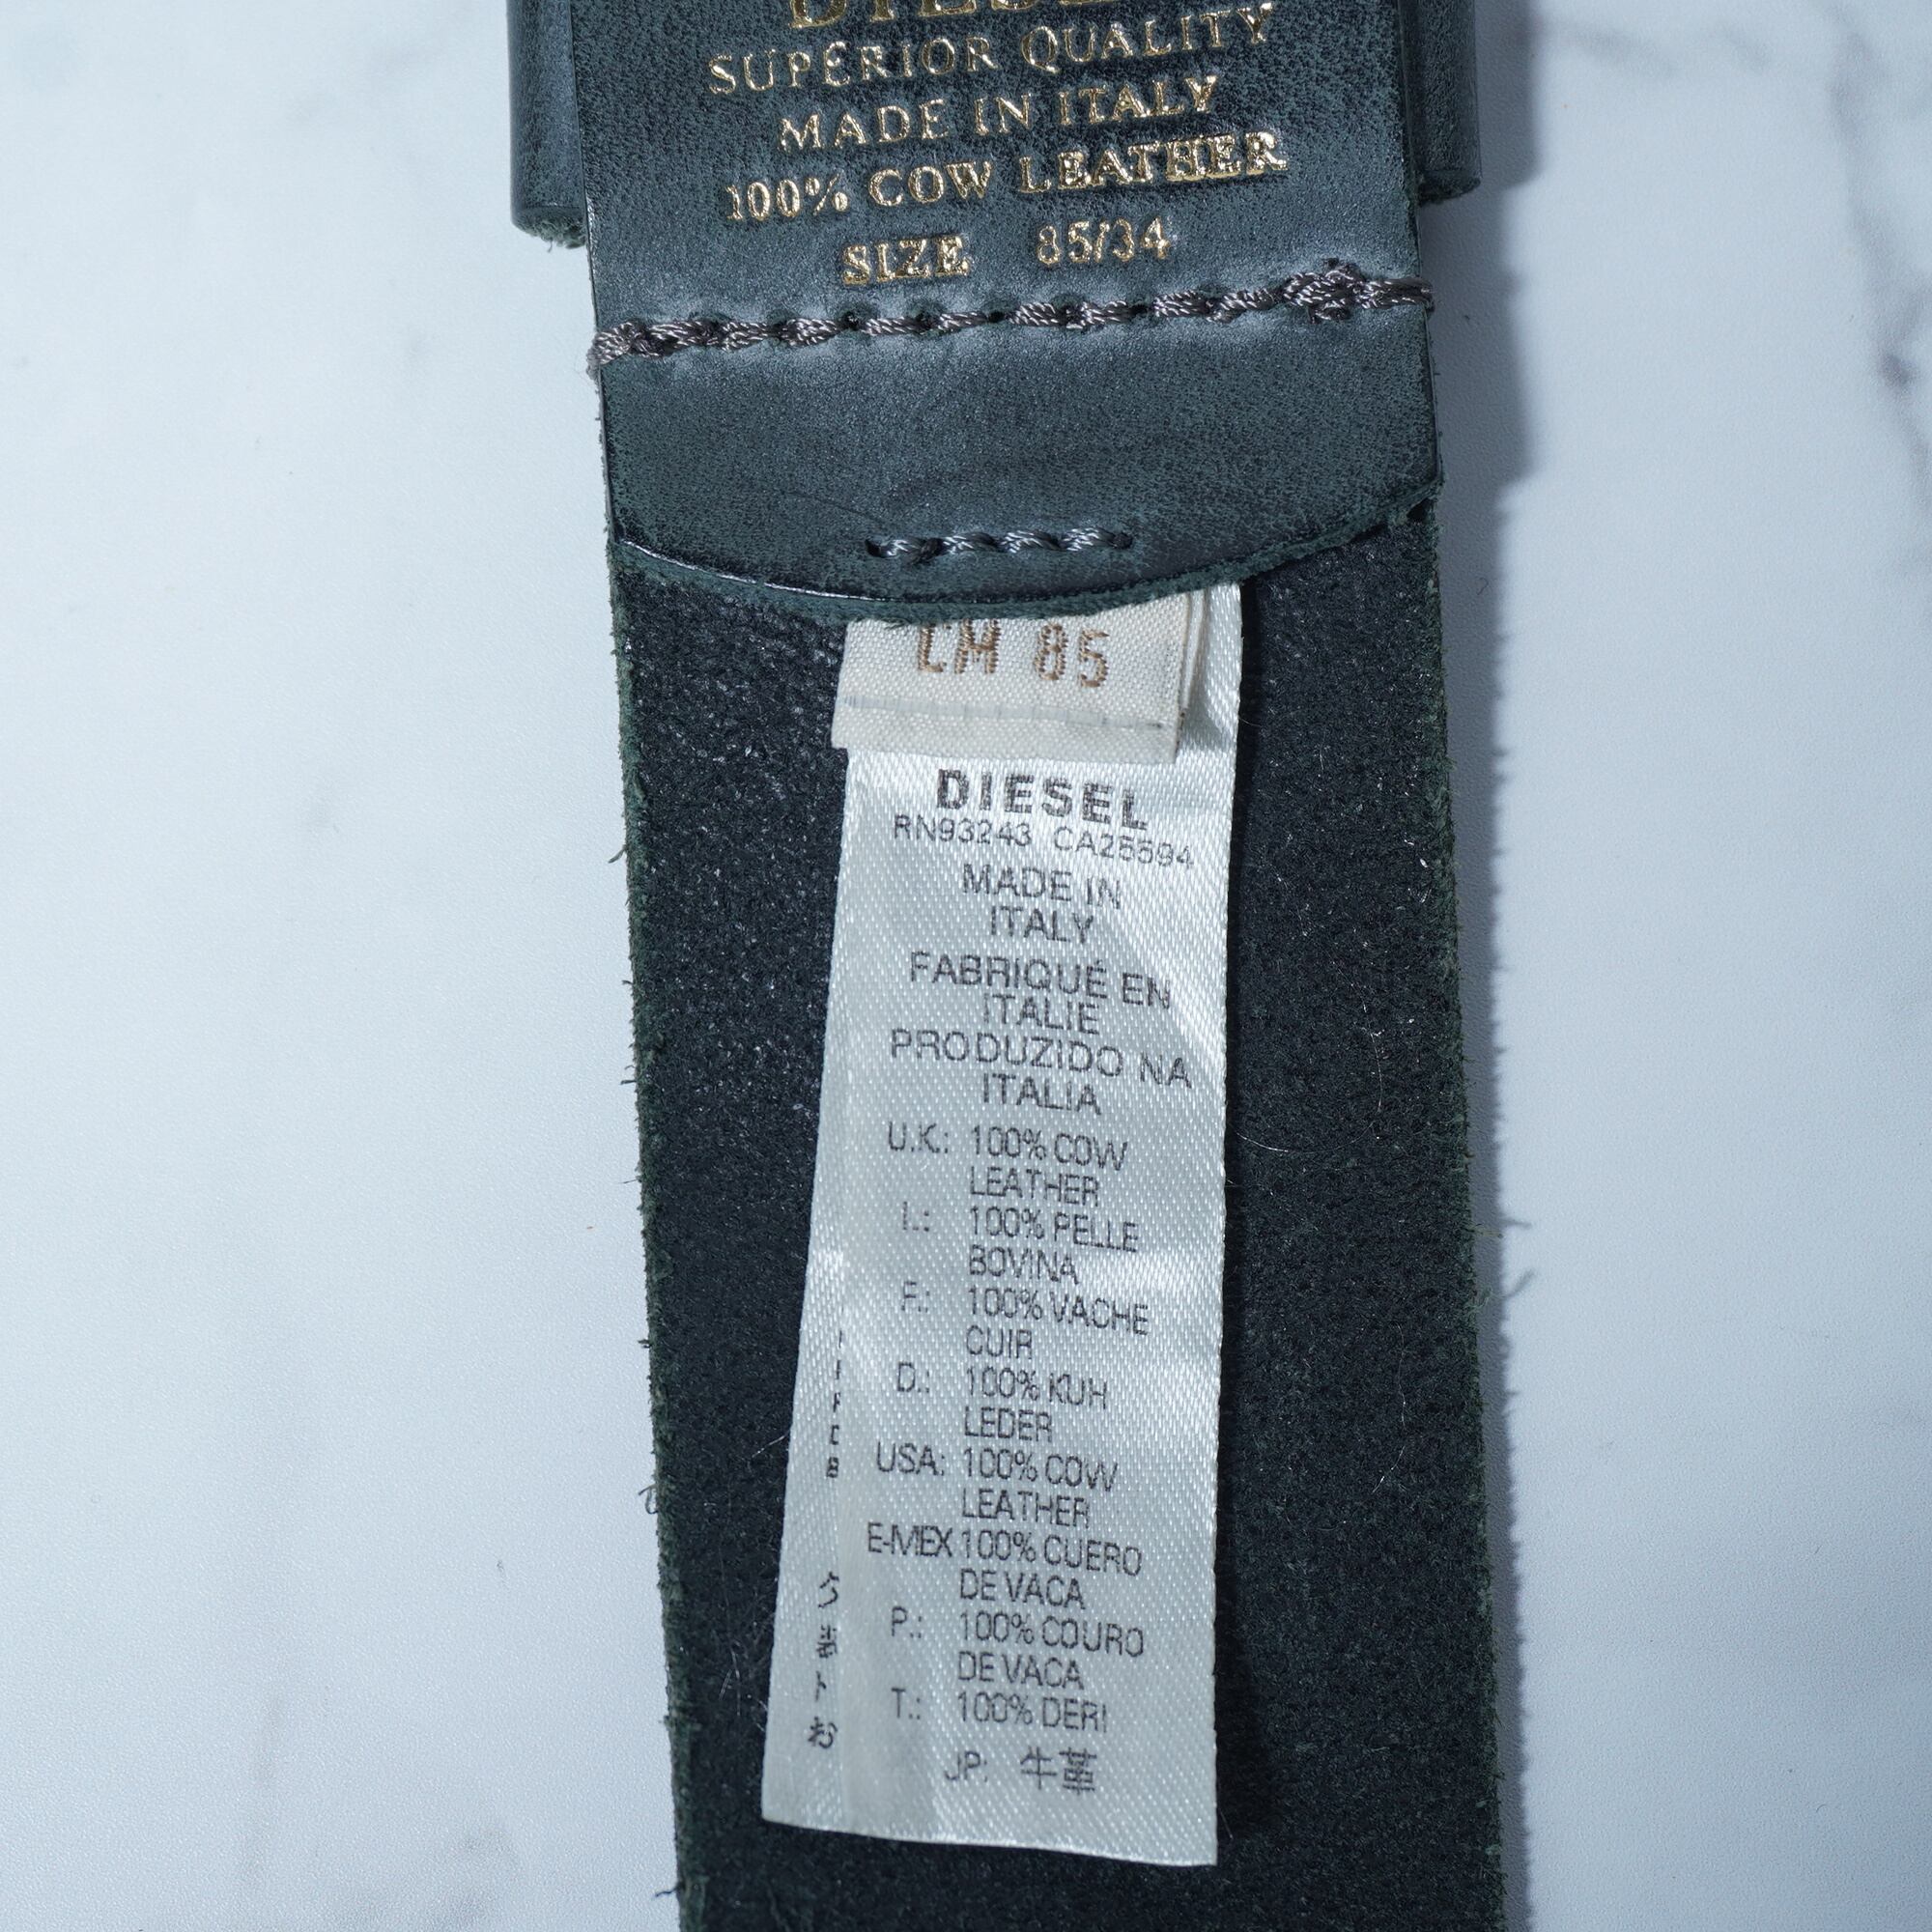 DIESEL
SUPERIOR QUALITY
MADE IN ITALY
100% COW LEATHER
SIZE 85/34
CM 85
DIESEL
RN93243 CA25594
MADE IN
ITALY
FABRIQUÉ EN
ITALIE
PRODUZIDO NA
ITALIA
U.K.: 100% COW
LEATHER
I.: 100% PELLE
BOVINA
F.: 100% VACHE
CUIR
D.: 100% KUH
LEDER
USA: 100% COW
LEATHER
E-MEX 100% CUERO
DE VACA
P.: 100% COURO
DE VACA
T.: 100% DERI
JP: 牛革